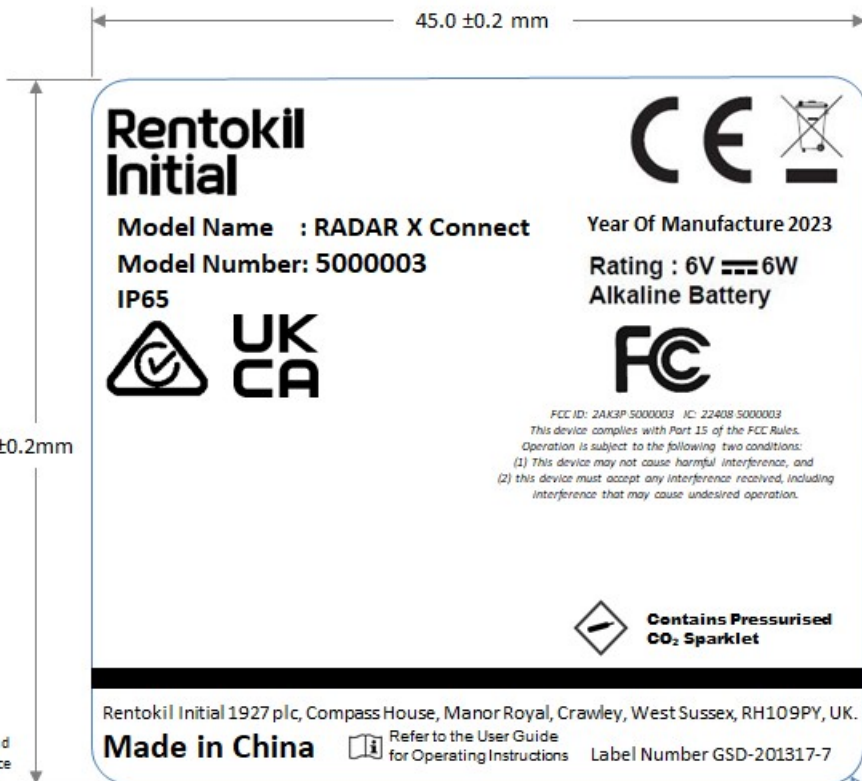 45.0 ±0.2 mm
Rentokil
Initial
CE
Model Name : RADAR X Connect
Year Of Manufacture 2023
Model Number: 5000003
Rating : 6V 6W
IP65
Alkaline Battery
UK
CA
FC
FCC ID: 2AK3P-5000003 IC: 22408-5000003
This device complies with Part 15 of the FCC Rules.
Operation is subject to the following two conditions:
(1) This device may not cause harmful interference, and
(2) this device must accept any interference received, including
interference that may cause undesired operation.
±0.2mm
Contains Pressurised
CO₂ Sparklet
Rentokil Initial 1927 plc, Compass House, Manor Royal, Crawley, West Sussex, RH109PY, UK.
Made in China
Refer to the User Guide
for Operating Instructions
Label Number GSD-201317-7